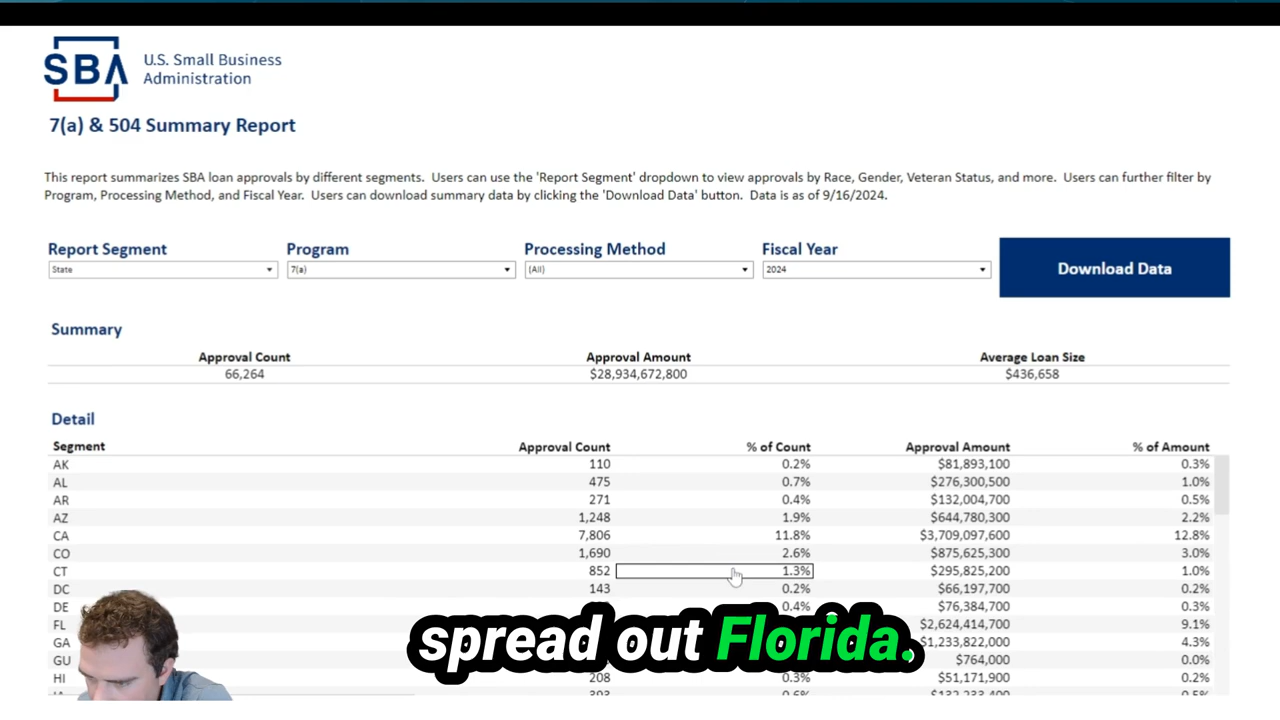 SBA U.S. Small Business
Administration
7(a) & 504 Summary Report
This report summarizes SBA loan approvals by different segments. Users can use the 'Report Segment' dropdown to view approvals by Race, Gender, Veteran Status, and more. Users can further filter by
Program, Processing Method, and Fiscal Year. Users can download summary data by clicking the 'Download Data' button. Data is as of 9/16/2024.
Report Segment Program Processing Method Fiscal Year
State 7(a) (All) 2024 Download Data
Summary
Approval Count Approval Amount Average Loan Size
66,264 $28,934,672,800 $436,658
Detail
Segment Approval Count % of Count Approval Amount % of Amount
AK 110 0.2% $81,893,100 0.3%
AL 475 0.7% $276,300,500 1.0%
AR 271 0.4% $132,004,700 0.5%
AZ 1,248 1.9% $644,780,300 2.2%
CA 7,806 11.8% $3,709,097,600 12.8%
CO 1,690 2.6% $875,625,300 3.0%
CT 852 1.3% $295,825,200 1.0%
DC 143 0.2% $66,197,700 0.2%
DE 0.4% $76,384,700 0.3%
FL $2,624,414,700 9.1%
GA $1,233,822,000 4.3%
GU $764,000 0.0%
HI 208 0.3% $51,171,900 0.2%
spread out Florida.